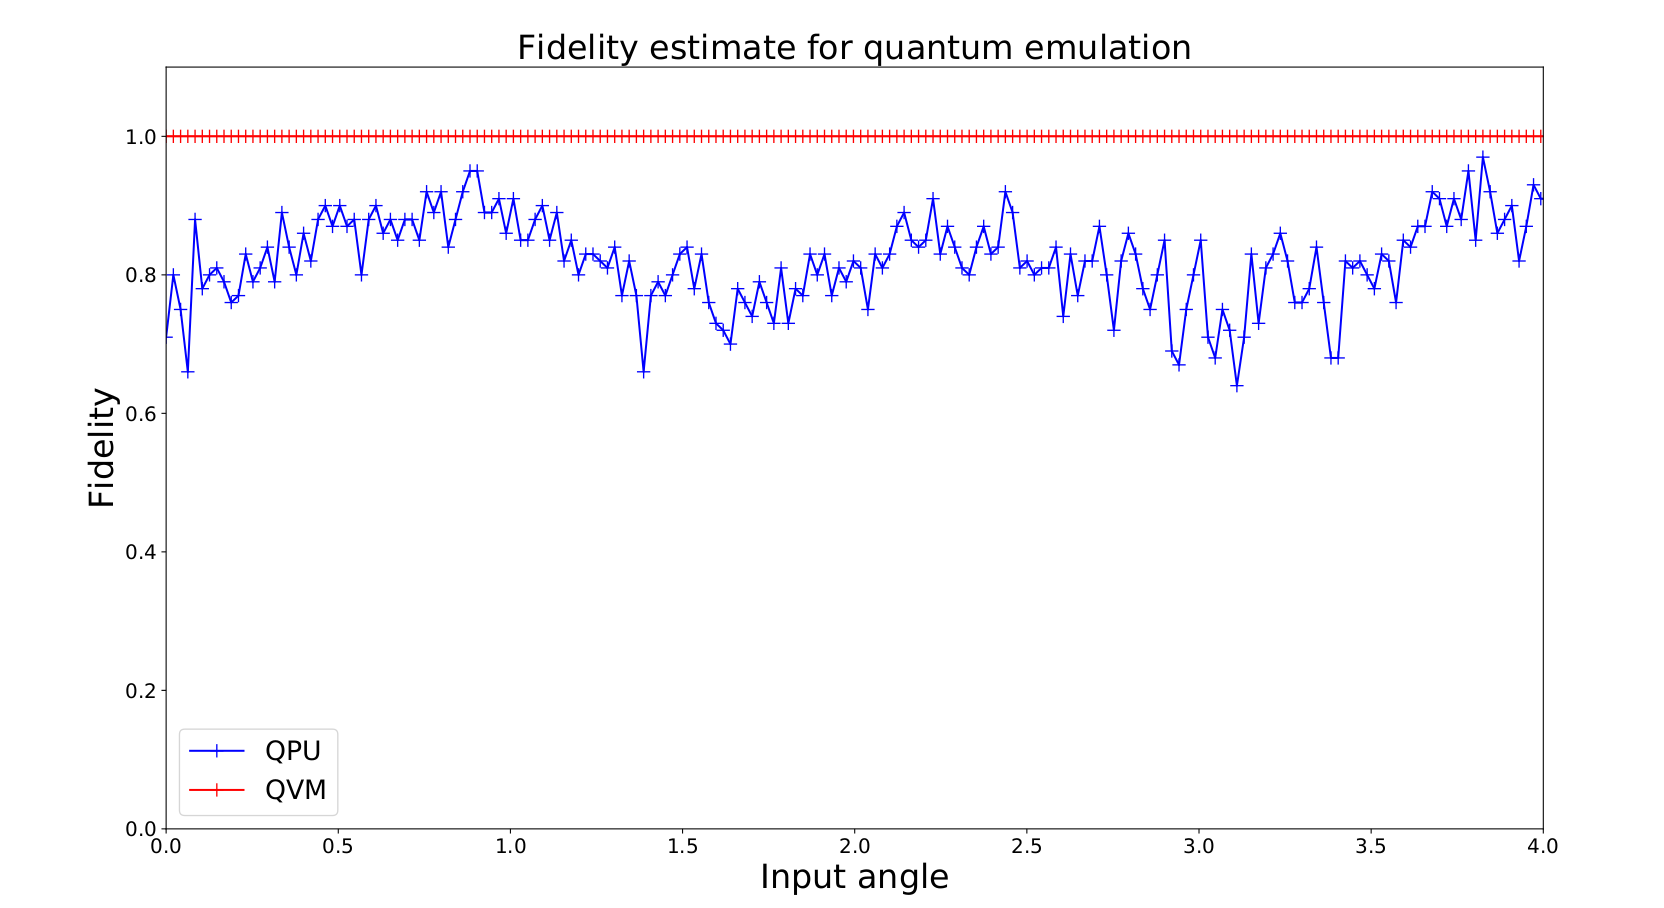 Fidelity estimate for quantum emulation
1.0
0.8
0.6
0.4
0.2
0.0
Fidelity
QPU
QVM
0.0 0.5 1.0 1.5 2.0 2.5 3.0 3.5 4.0
Input angle